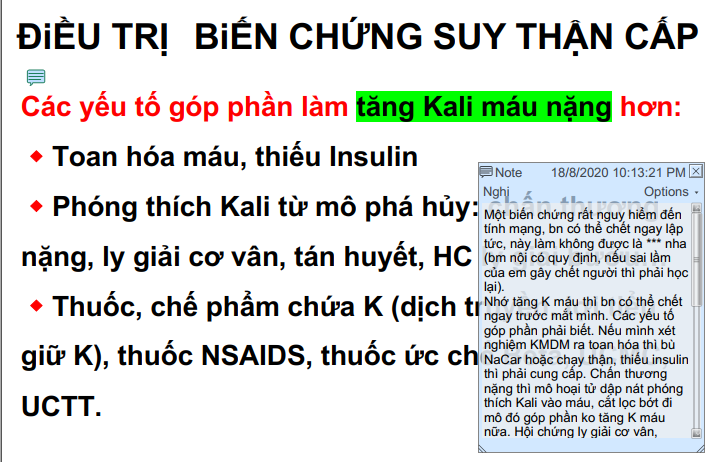 ĐiỀU TRỊ BiẾN CHỨNG SUY THẬN CẤP
Các yếu tố góp phần làm tăng Kali máu nặng hơn:
Toan hóa máu, thiếu Insulin
Phóng thích Kali từ mô phá hủy: chấn thương
nặng, ly giải cơ vân, tán huyết, HC
Thuốc, chế phẩm chứa K (dịch
giữ K), thuốc NSAIDS, thuốc ức
UCTT.
Note 18/8/2020 10:13:21 PM
Nghị Options
Một biến chứng rất nguy hiểm đến
tính mạng, bn có thể chết ngay lập
tức, này làm không được là *** nha
(bm nội có quy định, nếu sai lầm
của em gây chết người thì phải học
lại).
Nhớ tăng K máu thì bn có thể chết
ngay trước mắt mình. Các yếu tố
góp phần phải biết. Nếu mình xét
nghiệm KMDM ra toan hóa thì bù
NaCar hoặc chạy thận, thiếu insulin
thì phải cung cấp. Chấn thương
nặng thì mô hoại tử dập nát phóng
thích Kali vào máu, cắt lọc bớt đi
mô đó góp phần ko tăng K máu
nữa. Hội chứng ly giải cơ vân,